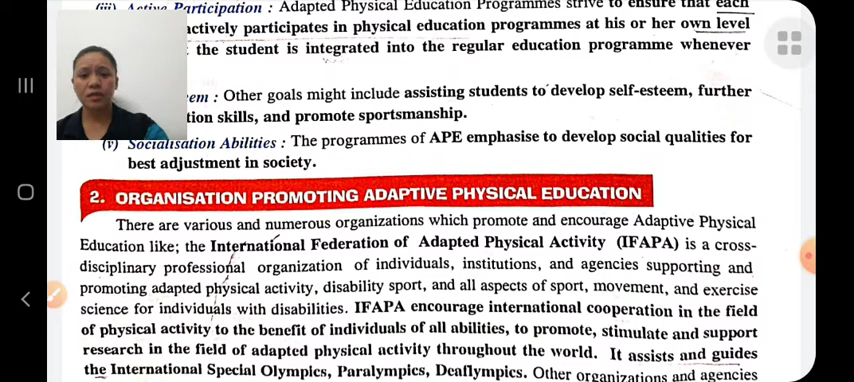 (iii) Active Participation : Adapted Physical Education Programmes strive to ensure that each
actively participates in physical education programmes at his or her own level
the student is integrated into the regular education programme whenever
em : Other goals might include assisting students to develop self-esteem, further
tion skills, and promote sportsmanship.
(v) Socialisation Abilities : The programmes of APE emphasise to develop social qualities for
best adjustment in society.
2. ORGANISATION PROMOTING ADAPTIVE PHYSICAL EDUCATION
There are various and numerous organizations which promote and encourage Adaptive Physical
Education like; the International Federation of Adapted Physical Activity (IFAPA) is a cross-
disciplinary professional organization of individuals, institutions, and agencies supporting and
promoting adapted physical activity, disability sport, and all aspects of sport, movement, and exercise
science for individuals with disabilities. IFAPA encourage international cooperation in the field
of physical activity to the benefit of individuals of all abilities, to promote, stimulate and support
research in the field of adapted physical activity throughout the world. It assists and guides
the International Special Olympics, Paralympics, Deaflympics. Other organizations and agencies